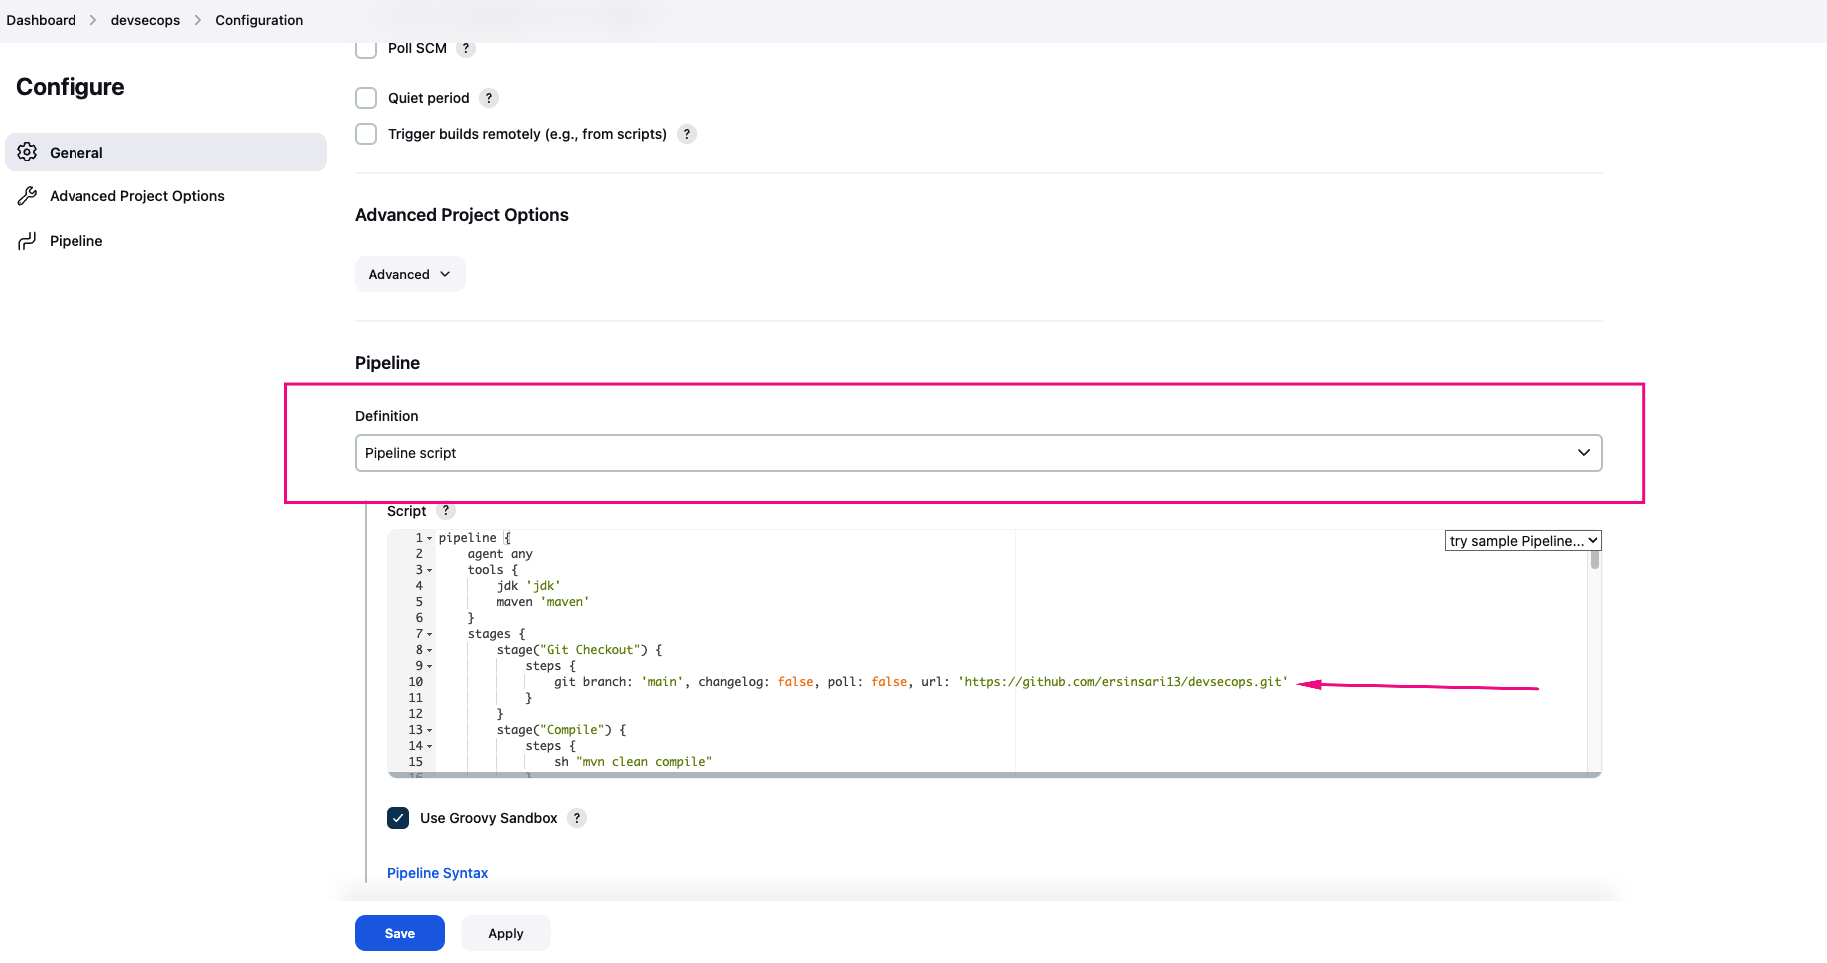 Dashboard > devsecops > Configuration
Configure
General
Advanced Project Options
Pipeline
Poll SCM ?
Quiet period ?
Trigger builds remotely (e.g., from scripts) ?
Advanced Project Options
Advanced
Pipeline
Definition
Pipeline script
Script ?
try sample Pipeline...
1 pipeline {
2     agent any
3     tools {
4         jdk 'jdk'
5         maven 'maven'
6     }
7     stages {
8         stage("Git Checkout") {
9             steps {
10                 git branch: 'main', changelog: false, poll: false, url: 'https://github.com/ersinsari13/devsecops.git'
11             }
12         }
13         stage("Compile") {
14             steps {
15                 sh "mvn clean compile"
16             }
Use Groovy Sandbox ?
Pipeline Syntax
Save
Apply